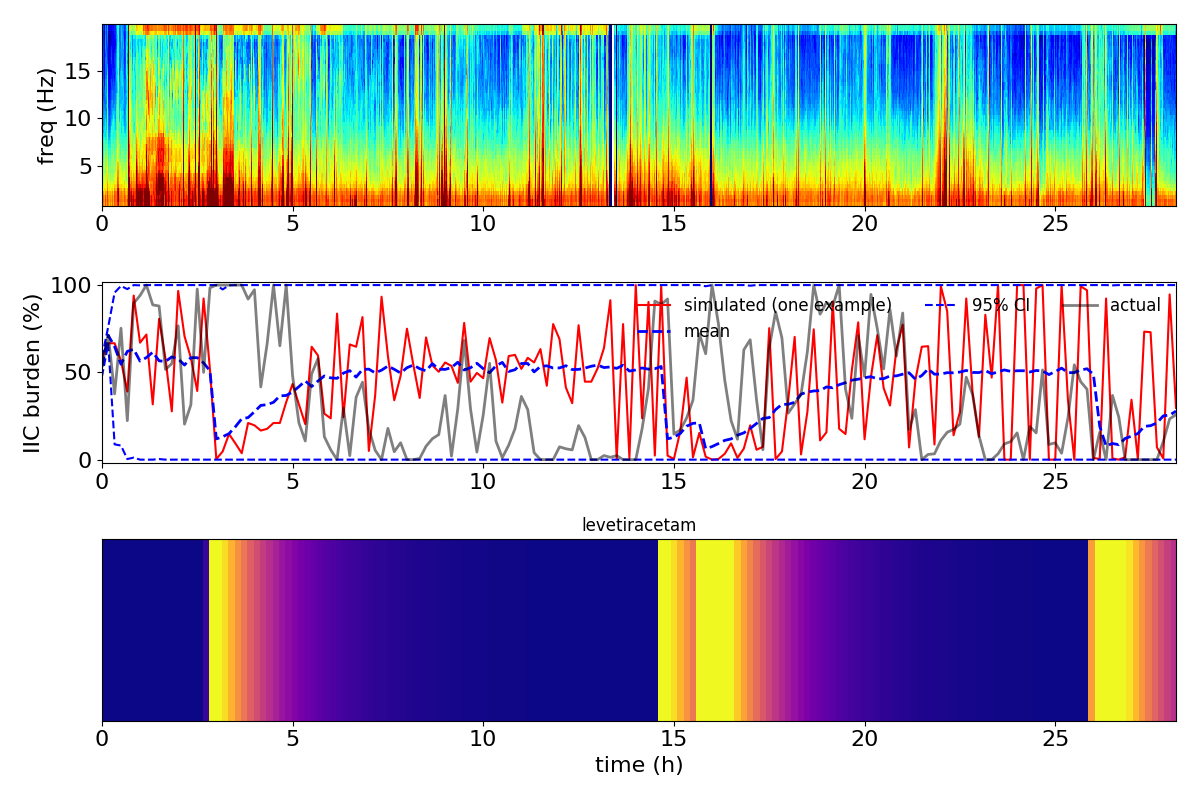 freq (Hz)
15
10
5
0 5 10 15 20 25
IIC burden (%)
100
50
0
simulated (one example) 95% CI actual
mean
0 5 10 15 20 25
levetiracetam
0 5 10 15 20 25
time (h)